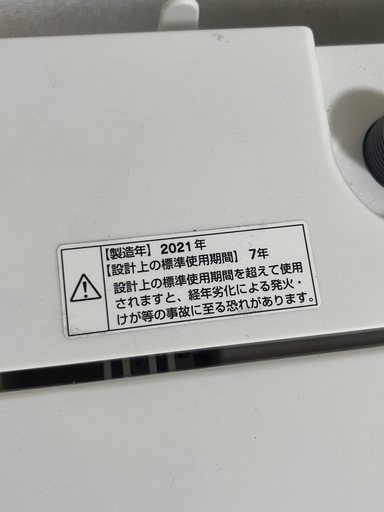 【製造年】2021年
【設計上の標準使用期間】7年
設計上の標準使用期間を超えて使用
されますと、経年劣化による発火・
けが等の事故に至る恐れがあります。